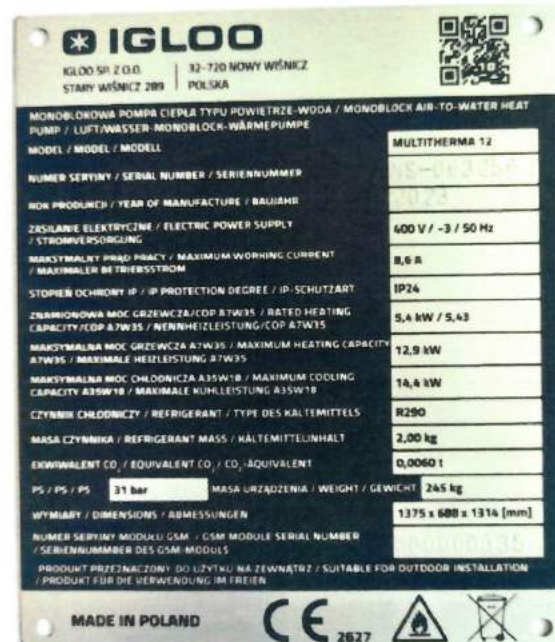 IGLOO
IGLOO SP. Z O.O. 32-720 NOWY WIŚNICZ
STARY WIŚNICZ 289 POLSKA
MONOBLOKOWA POMPA CIEPŁA TYPU POWIETRZE-WODA / MONOBLOCK AIR-TO-WATER HEAT
PUMP / LUFT/WASSER-MONOBLOCK-WÄRMEPUMPE
MODEL / MODEL / MODELL MULTITHERMA 12
NUMER SERYJNY / SERIAL NUMBER / SERIENNUMMER
ROK PRODUKCJI / YEAR OF MANUFACTURE / BAUJAHR 2023
ZASILANIE ELEKTRYCZNE / ELECTRIC POWER SUPPLY
/ STROMVERSORGUNG 400 V / ~3 / 50 Hz
MAKSYMALNY PRĄD PRACY / MAXIMUM WORKING CURRENT
/ MAXIMALER BETRIEBSSTROM 8,6 A
STOPIEŃ OCHRONY IP / IP PROTECTION DEGREE / IP-SCHUTZART IP24
ZNAMIONOWA MOC GRZEWCZA/COP A7W35 / RATED HEATING
CAPACITY/COP A7W35 / NENNHEIZLEISTUNG/COP A7W35 5,4 kW / 5,43
MAKSYMALNA MOC GRZEWCZA A7W35 / MAXIMUM HEATING CAPACITY
A7W35 / MAXIMALE HEIZLEISTUNG A7W35 12,9 kW
MAKSYMALNA MOC CHŁODNICZA A35W18 / MAXIMUM COOLING
CAPACITY A35W18 / MAXIMALE KÜHLLEISTUNG A35W18 14,4 kW
CZYNNIK CHŁODNICZY / REFRIGERANT / TYPE DES KÄLTEMITTELS R290
MASA CZYNNIKA / REFRIGERANT MASS / KÄLTEMITTELINHALT 2,00 kg
EKWIWALENT CO₂ / EQUIVALENT CO₂ / CO₂-ÄQUIVALENT 0,0060 t
PS / PS / PS 31 bar MASA URZĄDZENIA / WEIGHT / GEWICHT 245 kg
WYMIARY / DIMENSIONS / ABMESSUNGEN 1375 x 688 x 1314 [mm]
NUMER SERYJNY MODUŁU GSM / GSM MODULE SERIAL NUMBER
/ SERIENNUMMBER DES GSM-MODULS
PRODUKT PRZEZNACZONY DO UŻYTKU NA ZEWNĄTRZ / SUITABLE FOR OUTDOOR INSTALLATION
/ PRODUKT FÜR DIE VERWENDUNG IM FREIEN
MADE IN POLAND CE 2627